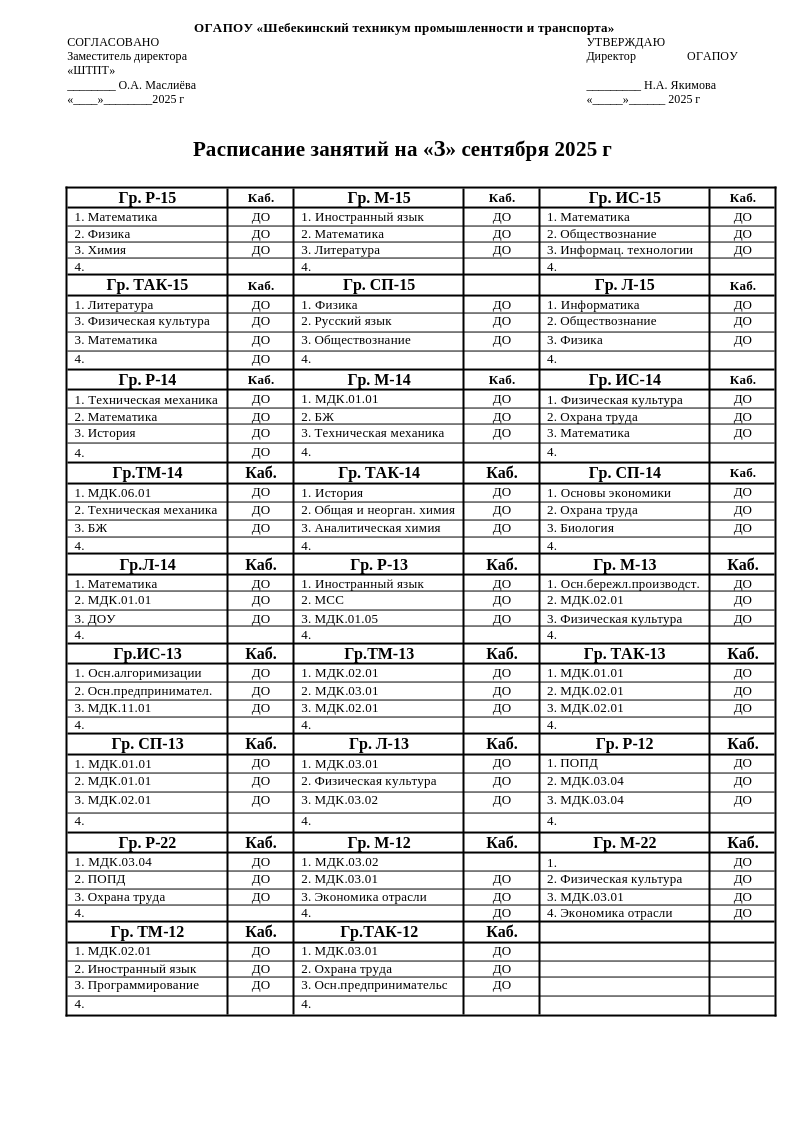 ОГАПОУ «Шебекинский техникум промышленности и транспорта»
СОГЛАСОВАНО УТВЕРЖДАЮ
Заместитель директора Директор ОГАПОУ
«ШТПТ»
________ О.А. Маслиёва _________ Н.А. Якимова
«____»________2025 г «_____»______ 2025 г
Расписание занятий на «3» сентября 2025 г
Гр. Р-15 Каб. Гр. М-15 Каб. Гр. ИС-15 Каб.
1. Математика ДО 1. Иностранный язык ДО 1. Математика ДО
2. Физика ДО 2. Математика ДО 2. Обществознание ДО
3. Химия ДО 3. Литература ДО 3. Информац. технологии ДО
4. 4. 4.
Гр. ТАК-15 Каб. Гр. СП-15 Гр. Л-15 Каб.
1. Литература ДО 1. Физика ДО 1. Информатика ДО
3. Физическая культура ДО 2. Русский язык ДО 2. Обществознание ДО
3. Математика ДО 3. Обществознание ДО 3. Физика ДО
4. ДО 4. 4.
Гр. Р-14 Каб. Гр. М-14 Каб. Гр. ИС-14 Каб.
1. Техническая механика ДО 1. МДК.01.01 ДО 1. Физическая культура ДО
2. Математика ДО 2. БЖ ДО 2. Охрана труда ДО
3. История ДО 3. Техническая механика ДО 3. Математика ДО
4. ДО 4. 4.
Гр.ТМ-14 Каб. Гр. ТАК-14 Каб. Гр. СП-14 Каб.
1. МДК.06.01 ДО 1. История ДО 1. Основы экономики ДО
2. Техническая механика ДО 2. Общая и неорган. химия ДО 2. Охрана труда ДО
3. БЖ ДО 3. Аналитическая химия ДО 3. Биология ДО
4. 4. 4.
Гр.Л-14 Каб. Гр. Р-13 Каб. Гр. М-13 Каб.
1. Математика ДО 1. Иностранный язык ДО 1. Осн.бережл.производст. ДО
2. МДК.01.01 ДО 2. МСС ДО 2. МДК.02.01 ДО
3. ДОУ ДО 3. МДК.01.05 ДО 3. Физическая культура ДО
4. 4. 4.
Гр.ИС-13 Каб. Гр.ТМ-13 Каб. Гр. ТАК-13 Каб.
1. Осн.алгоримизации ДО 1. МДК.02.01 ДО 1. МДК.01.01 ДО
2. Осн.предпринимател. ДО 2. МДК.03.01 ДО 2. МДК.02.01 ДО
3. МДК.11.01 ДО 3. МДК.02.01 ДО 3. МДК.02.01 ДО
4. 4. 4.
Гр. СП-13 Каб. Гр. Л-13 Каб. Гр. Р-12 Каб.
1. МДК.01.01 ДО 1. МДК.03.01 ДО 1. ПОПД ДО
2. МДК.01.01 ДО 2. Физическая культура ДО 2. МДК.03.04 ДО
3. МДК.02.01 ДО 3. МДК.03.02 ДО 3. МДК.03.04 ДО
4. 4. 4.
Гр. Р-22 Каб. Гр. М-12 Каб. Гр. М-22 Каб.
1. МДК.03.04 ДО 1. МДК.03.02 1. ДО
2. ПОПД ДО 2. МДК.03.01 ДО 2. Физическая культура ДО
3. Охрана труда ДО 3. Экономика отрасли ДО 3. МДК.03.01 ДО
4. 4. ДО 4. Экономика отрасли ДО
Гр. ТМ-12 Каб. Гр.ТАК-12 Каб.
1. МДК.02.01 ДО 1. МДК.03.01 ДО
2. Иностранный язык ДО 2. Охрана труда ДО
3. Программирование ДО 3. Осн.предпринимательс ДО
4. 4.